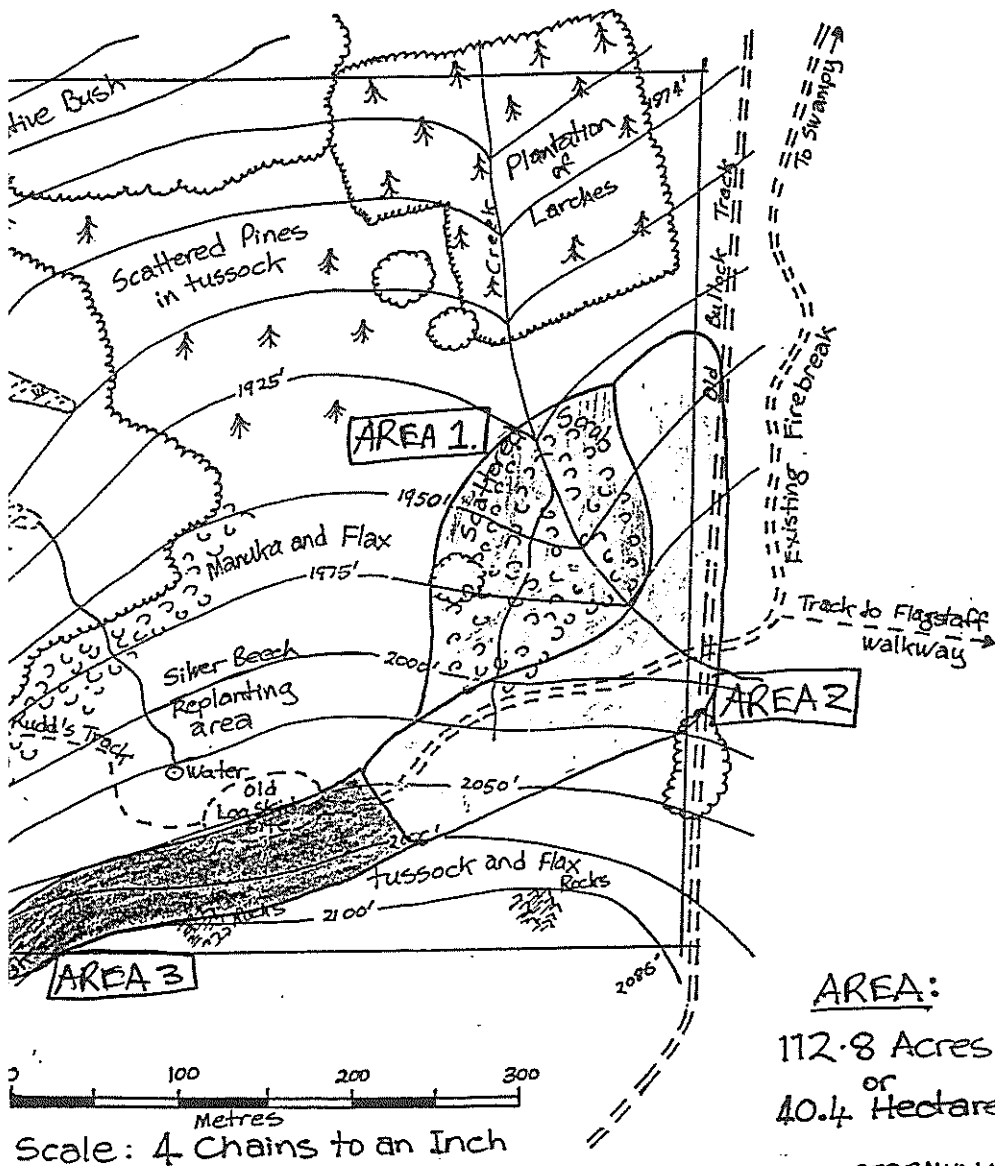 To Swampy
tive Bush
1874'
Plantation
of
Larches
Creek
Old Bullock Track
Scattered Pines
in tussock
1925'
AREA 1.
Scattered
Existing Firebreak
1950'
Manuka and Flax
1975'
Track to Flagstaff
walkway
Silver Beech
Replanting
area
2000'
AREA 2
Rudd's Track
Water
Old
Log Skid
2050'
tussock and Flax
Rocks
Rocks
2100'
2086'
AREA 3
AREA:
112.8 Acres
or
40.4 Hectare
0 100 200 300
Metres
Scale: 4 Chains to an Inch